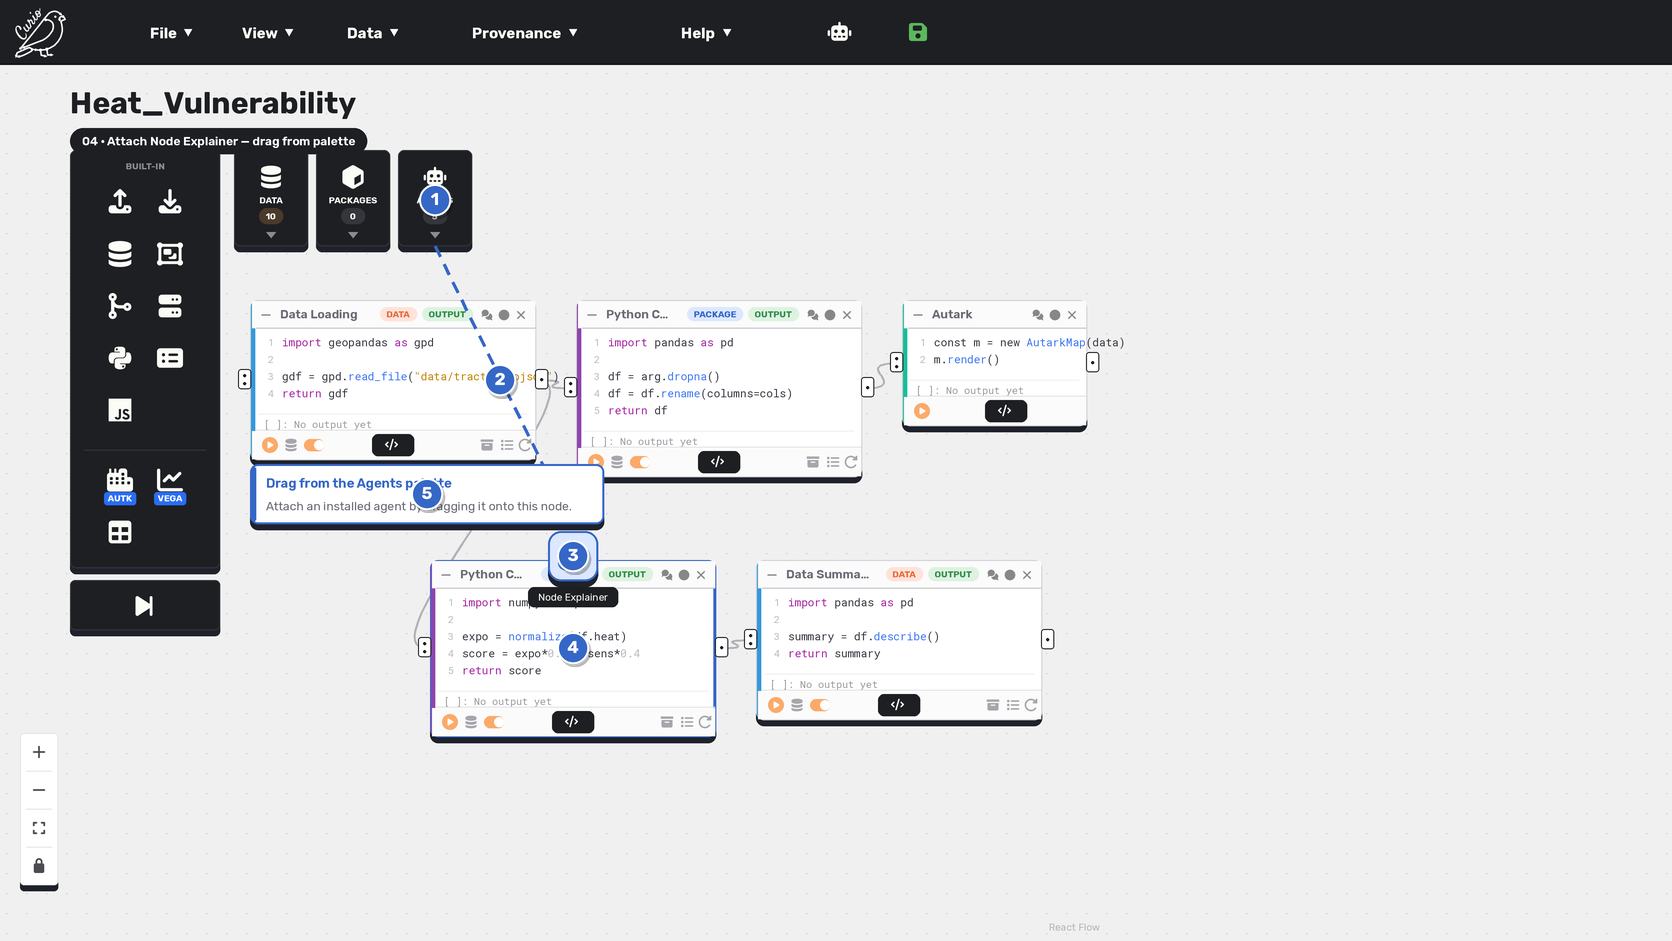 Curio
File ▼
View ▼
Data ▼
Provenance ▼
Help ▼
Heat_Vulnerability
04 • Attach Node Explainer — drag from palette
BUILT-IN
DATA
10
PACKAGES
0
1
AUTK
VEGA
Data Loading
DATA
OUTPUT
1 import geopandas as gpd
2
3 gdf = gpd.read_file("data/tract
4 return gdf
[ ]: No output yet
</>
2
Python C...
PACKAGE
OUTPUT
1 import pandas as pd
2
3 df = arg.dropna()
4 df = df.rename(columns=cols)
5 return df
[ ]: No output yet
</>
Autark
1 const m = new AutarkMap(data)
2 m.render()
[ ]: No output yet
</>
Drag from the Agents palette
5
Attach an installed agent by dragging it onto this node.
3
Node Explainer
Python C...
OUTPUT
1 import
2
3 expo = heat)
4 score = expo* sens*0.4
5 return score
4
[ ]: No output yet
</>
Data Summa...
DATA
OUTPUT
1 import pandas as pd
2
3 summary = df.describe()
4 return summary
[ ]: No output yet
</>
React Flow